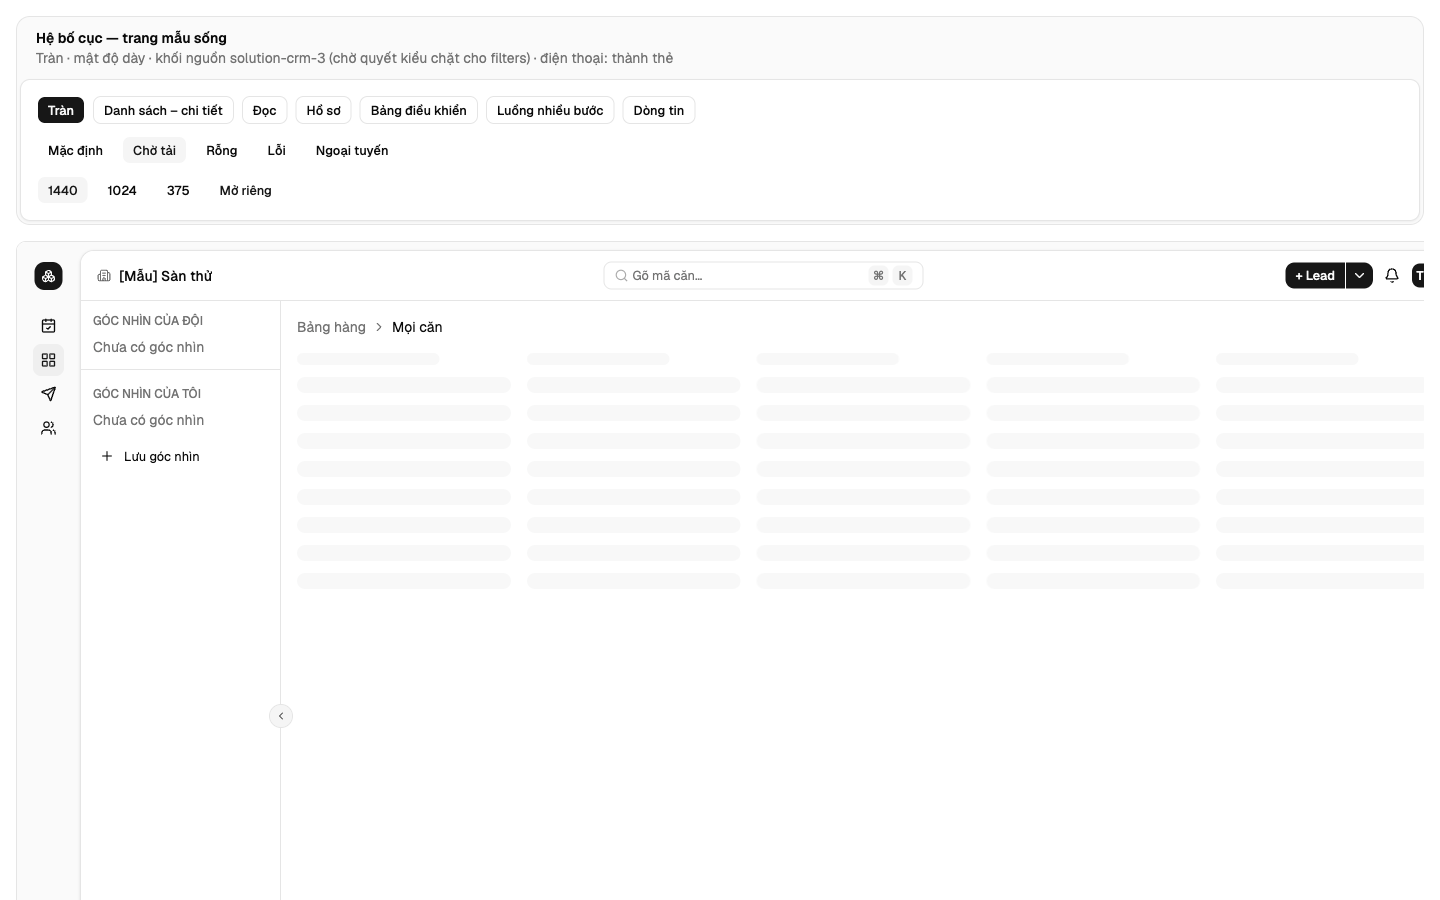 Hệ bố cục — trang mẫu sống
Tràn · mật độ dày · khối nguồn solution-crm-3 (chờ quyết kiểu chặt cho filters) · điện thoại: thành thẻ
Tràn
Danh sách – chi tiết
Đọc
Hồ sơ
Bảng điều khiển
Luồng nhiều bước
Dòng tin
Mặc định
Chờ tải
Rỗng
Lỗi
Ngoại tuyến
1440
1024
375
Mở riêng
[Mẫu] Sàn thử
Gõ mã căn...
⌘ K
+ Lead
T
GÓC NHÌN CỦA ĐỘI
Chưa có góc nhìn
GÓC NHÌN CỦA TÔI
Chưa có góc nhìn
Lưu góc nhìn
Bảng hàng > Mọi căn